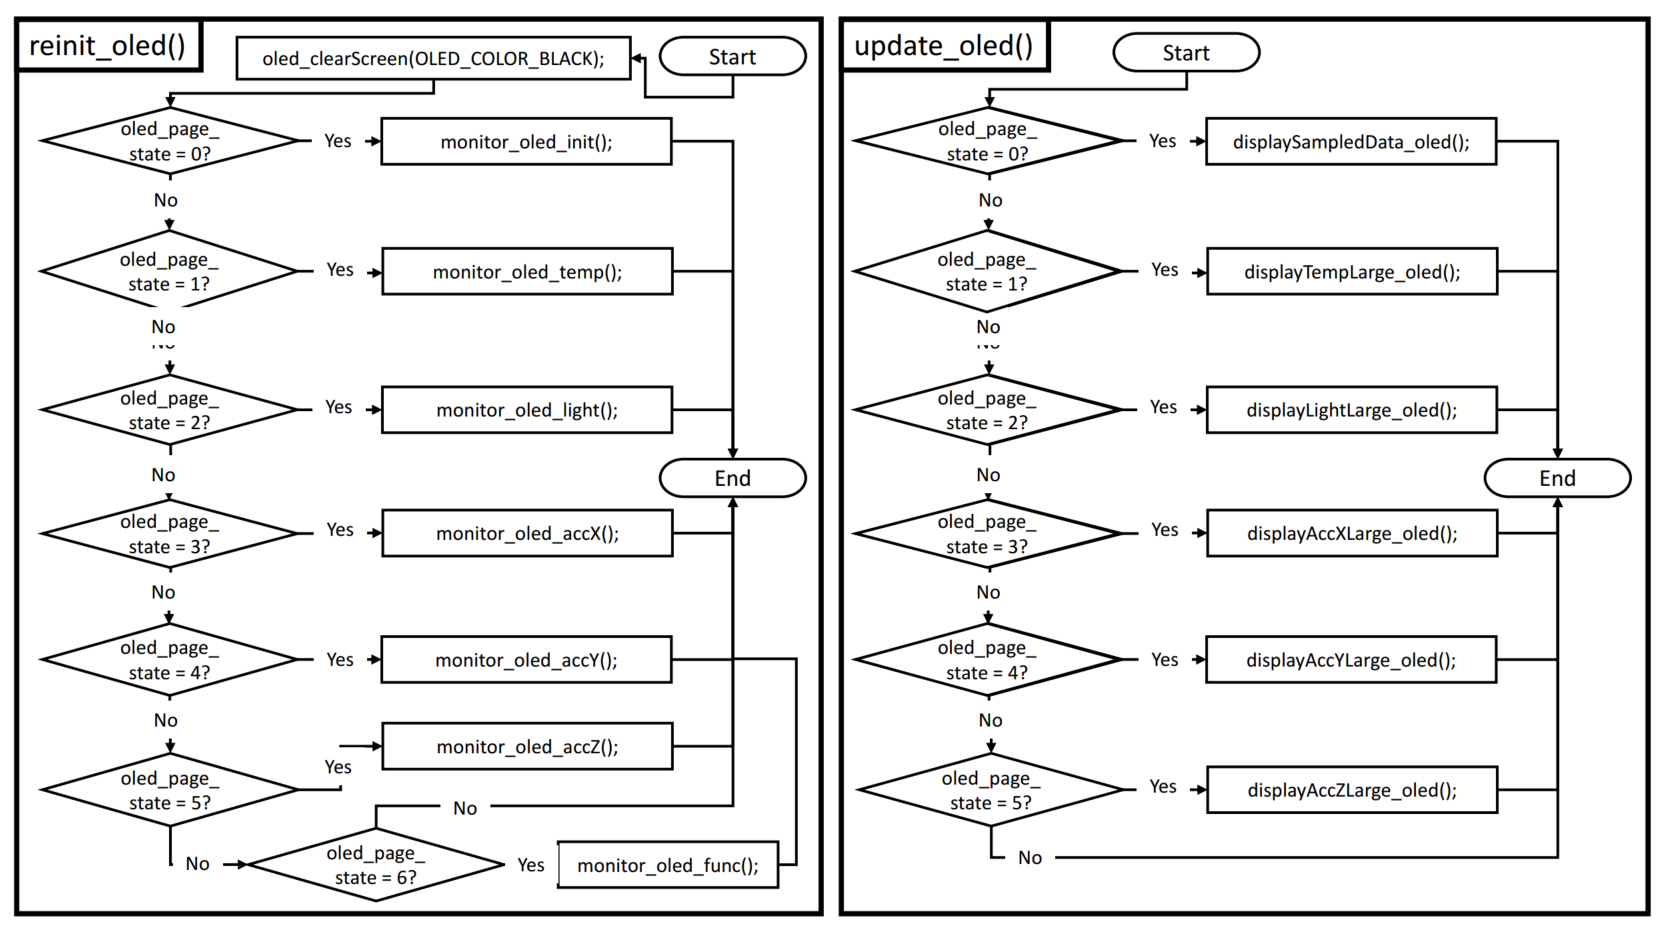 reinit_oled()
Start
oled_clearScreen(OLED_COLOR_BLACK);
oled_page_
state = 0?
Yes
monitor_oled_init();
No
oled_page_
state = 1?
Yes
monitor_oled_temp();
No
oled_page_
state = 2?
Yes
monitor_oled_light();
No
End
oled_page_
state = 3?
Yes
monitor_oled_accX();
No
oled_page_
state = 4?
Yes
monitor_oled_accY();
No
oled_page_
state = 5?
Yes
monitor_oled_accZ();
No
oled_page_
state = 6?
No
Yes
monitor_oled_func();
update_oled()
Start
oled_page_
state = 0?
Yes
displaySampledData_oled();
No
oled_page_
state = 1?
Yes
displayTempLarge_oled();
No
oled_page_
state = 2?
Yes
displayLightLarge_oled();
No
End
oled_page_
state = 3?
Yes
displayAccXLarge_oled();
No
oled_page_
state = 4?
Yes
displayAccYLarge_oled();
No
oled_page_
state = 5?
Yes
displayAccZLarge_oled();
No